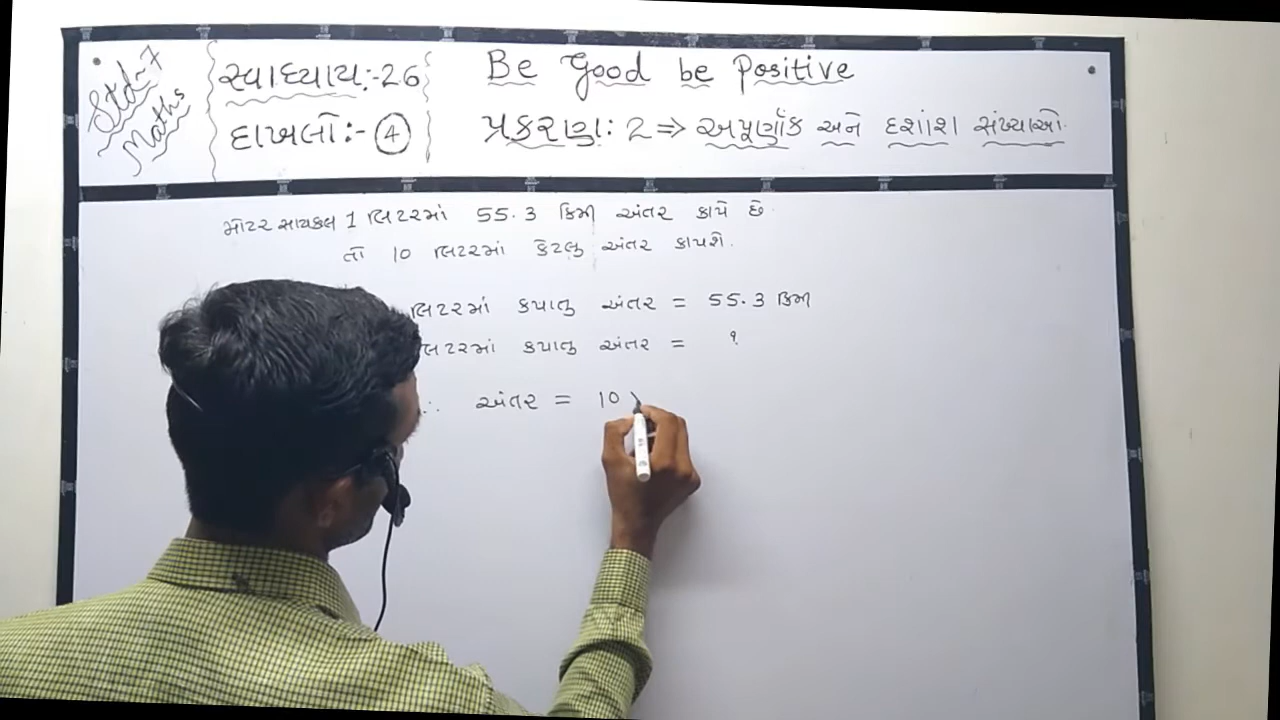 Std-7
Maths
સ્વાધ્યાય:-26
દાખલો:- 4
Be Good be Positive
પ્રકરણ: 2 ⇒ અપૂર્ણાંક અને દશાંશ સંખ્યાઓ.
મોટર સાયકલ 1 લિટરમાં 55.3 કિમી અંતર કાપે છે
તો 10 લિટરમાં કેટલુ અંતર કાપશે.
લિટરમાં કપાતુ અંતર = 55.3 કિમી
લિટરમાં કપાતુ અંતર = ?
∴ અંતર = 10